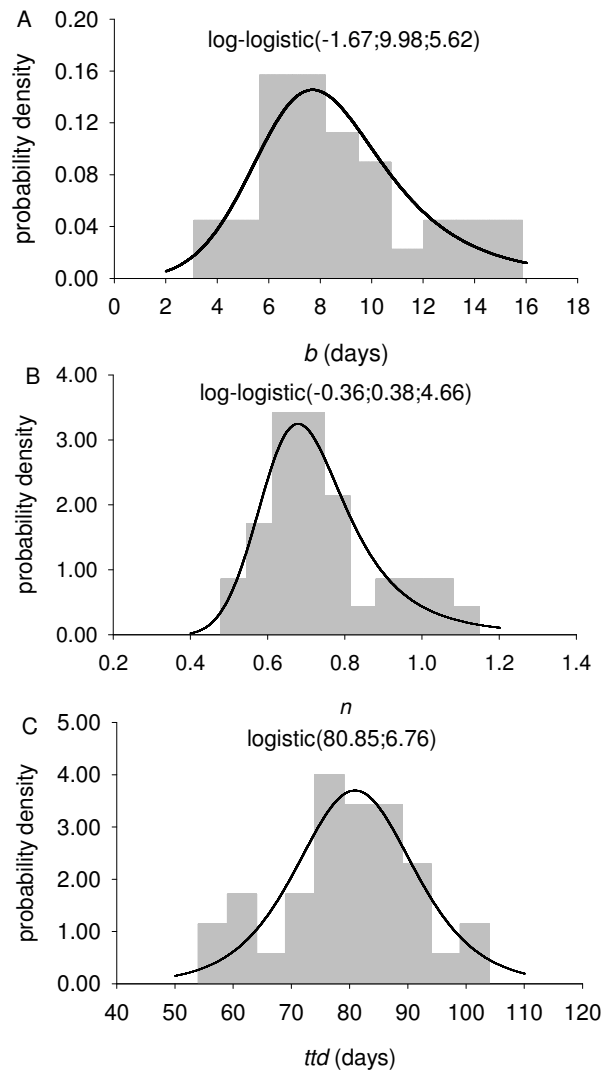 A
log-logistic(-1.67;9.98;5.62)
probability density
0.20
0.16
0.12
0.08
0.04
0.00
0 2 4 6 8 10 12 14 16 18
b (days)
B
log-logistic(-0.36;0.38;4.66)
probability density
4.00
3.00
2.00
1.00
0.00
0.2 0.4 0.6 0.8 1.0 1.2 1.4
n
C
logistic(80.85;6.76)
probability density
5.00
4.00
3.00
2.00
1.00
0.00
40 50 60 70 80 90 100 110 120
ttd (days)